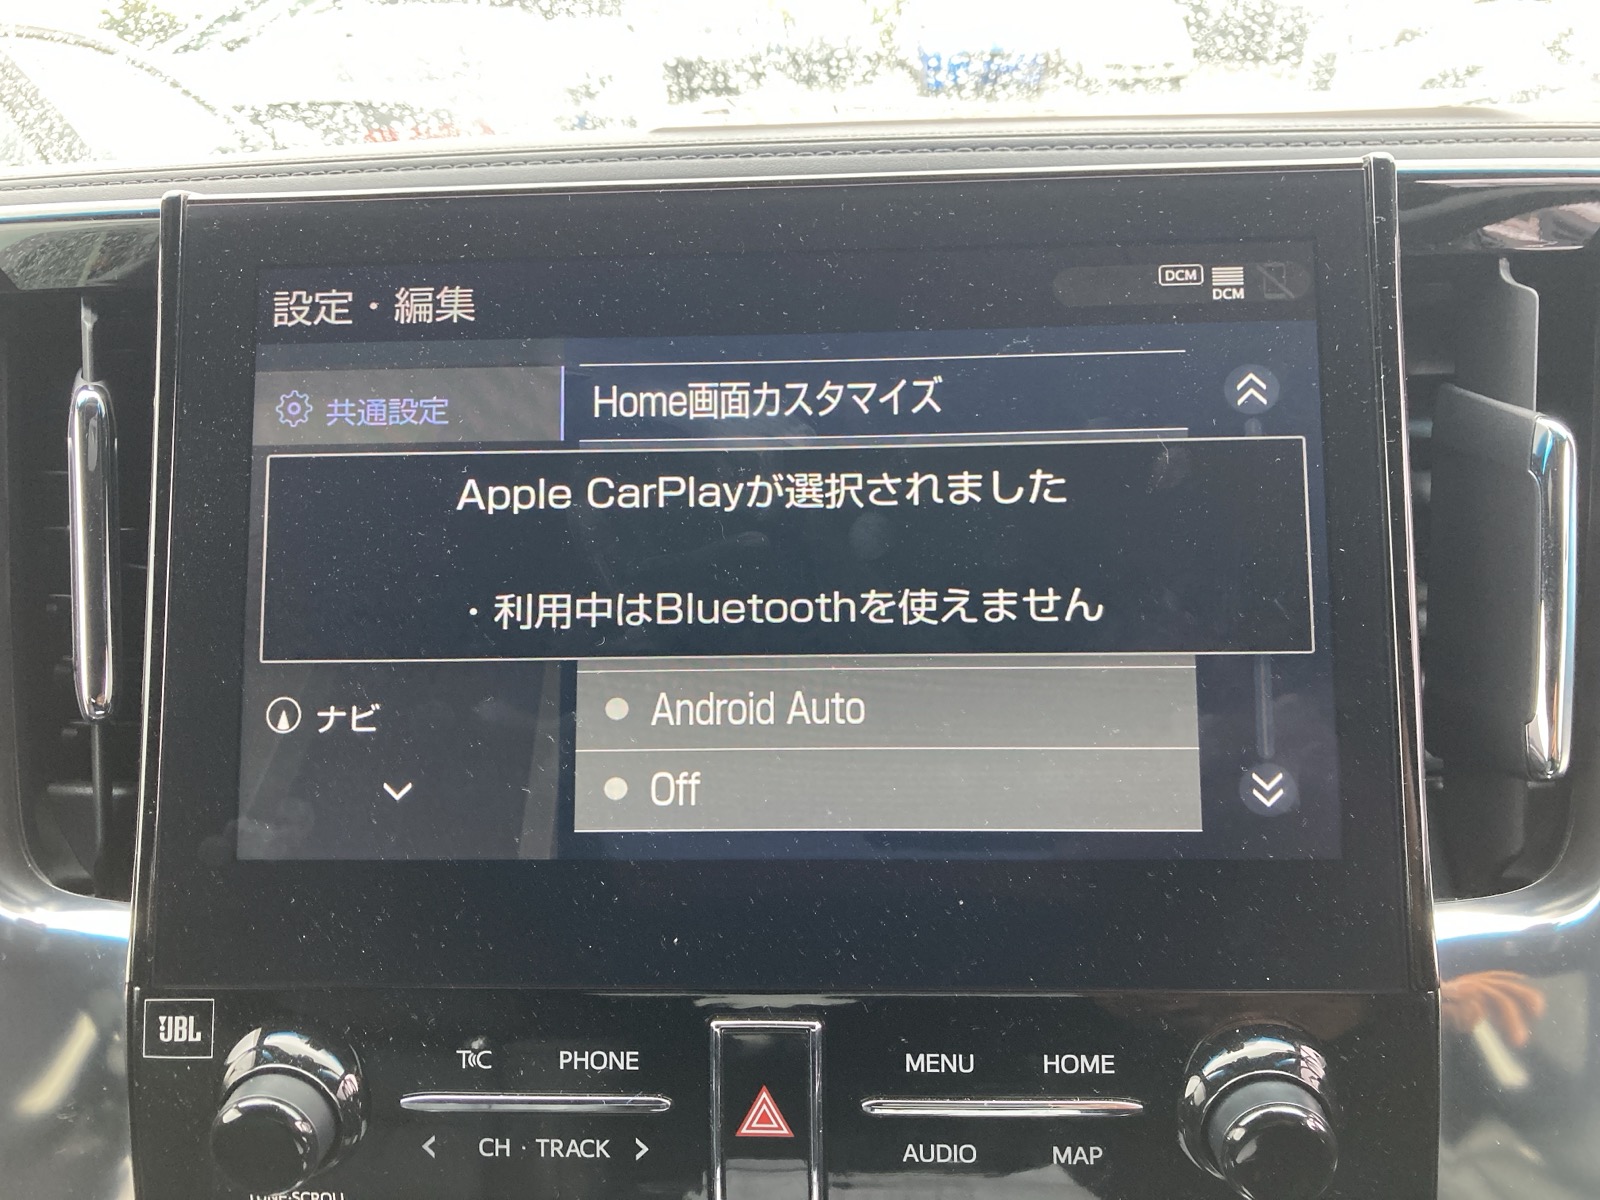 設定・編集
DCM
DCM
共通設定
Home画面カスタマイズ
Apple CarPlayが選択されました
・利用中はBluetoothを使えません
ナビ
Android Auto
Off
JBL
T C
PHONE
MENU
HOME
CH · TRACK
AUDIO
MAP
SCROLL